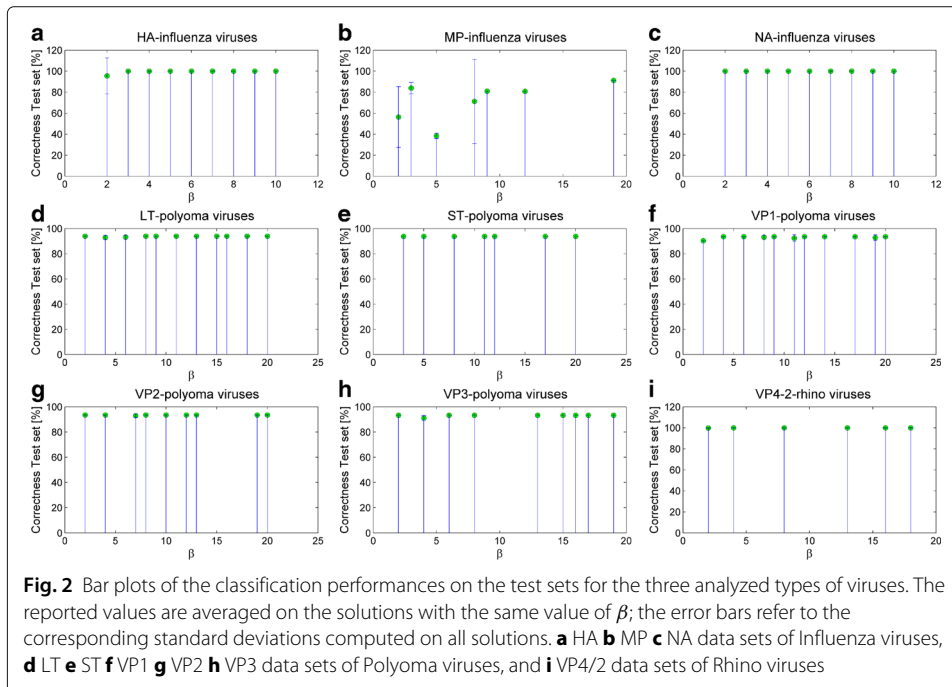 a
HA-influenza viruses
Correctness Test set [%]
120
100
80
60
40
20
0
0 2 4 6 8 10 12
β
b
MP-influenza viruses
Correctness Test set [%]
120
100
80
60
40
20
0
0 5 10 15 20
β
c
NA-influenza viruses
Correctness Test set [%]
120
100
80
60
40
20
0
0 2 4 6 8 10 12
β
d
LT-polyoma viruses
Correctness Test set [%]
100
80
60
40
20
0
0 5 10 15 20 25
β
e
ST-polyoma viruses
Correctness Test set [%]
100
80
60
40
20
0
0 5 10 15 20 25
β
f
VP1-polyoma viruses
Correctness Test set [%]
100
80
60
40
20
0
0 5 10 15 20 25
β
g
VP2-polyoma viruses
Correctness Test set [%]
100
80
60
40
20
0
0 5 10 15 20 25
β
h
VP3-polyoma viruses
Correctness Test set [%]
100
80
60
40
20
0
0 5 10 15 20
β
i
VP4-2-rhino viruses
Correctness Test set [%]
120
100
80
60
40
20
0
0 5 10 15 20
β
Fig. 2 Bar plots of the classification performances on the test sets for the three analyzed types of viruses. The
reported values are averaged on the solutions with the same value of β; the error bars refer to the
corresponding standard deviations computed on all solutions. a HA b MP c NA data sets of Influenza viruses,
d LT e ST f VP1 g VP2 h VP3 data sets of Polyoma viruses, and i VP4/2 data sets of Rhino viruses